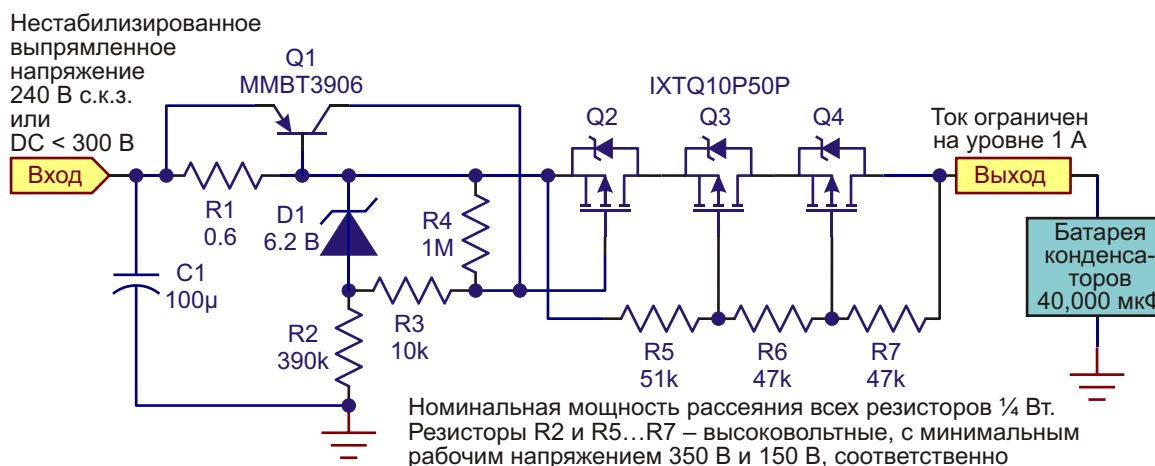 Нестабилизированное
выпрямленное
напряжение
240 В с.к.з.
или
DC < 300 В
Вход
Q1
MMBT3906
R1
0.6
C1
100µ
D1
6.2 В
R2
390k
R3
10k
R4
1M
IXTQ10P50P
Q2
Q3
Q4
R5
51k
R6
47k
R7
47k
Ток ограничен
на уровне 1 А
Выход
Батарея
конденса-
торов
40,000 мкФ
Номинальная мощность рассеяния всех резисторов ¼ Вт.
Резисторы R2 и R5...R7 – высоковольтные, с минимальным
рабочим напряжением 350 В и 150 В, соответственно